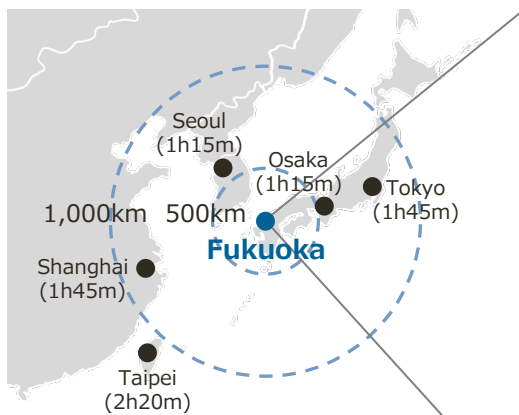 Seoul
(1h15m)
Osaka
(1h15m)
Tokyo
(1h45m)
1,000km
500km
Fukuoka
Shanghai
(1h45m)
Taipei
(2h20m)